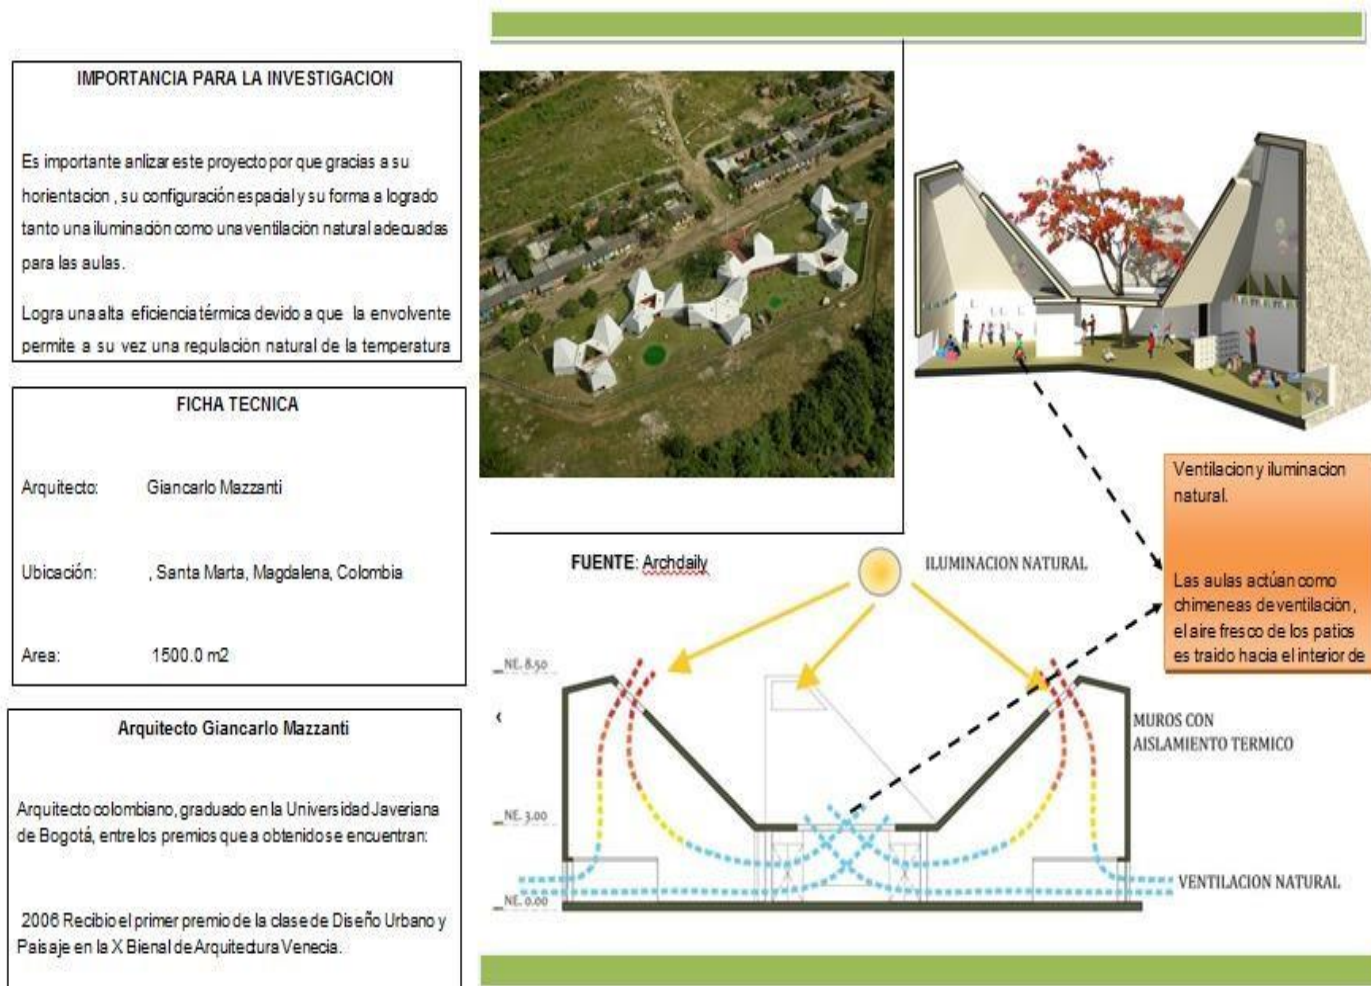 IMPORTANCIA PARA LA INVESTIGACION
Es importante anlizar este proyecto por que gracias a su
horientacion , su configuración espacial y su forma a logrado
tanto una iluminación como una ventilación natural adecuadas
para las aulas.
Logra una alta eficiencia térmica devido a que la envolvente
permite a su vez una regulación natural de la temperatura
FICHA TECNICA
Arquitecto: Giancarlo Mazzanti
Ubicación: , Santa Marta, Magdalena, Colombia
Area: 1500.0 m2
Arquitecto Giancarlo Mazzanti
Arquitecto colombiano, graduado en la Universidad Javeriana
de Bogotá, entre los premios que a obtenido se encuentran:
2006 Recibio el primer premio de la clase de Diseño Urbano y
Paisaje en la X Bienal de Arquitectura Venecia.
FUENTE: Archdaily
ILUMINACION NATURAL
Ventilacion y iluminacion
natural.
Las aulas actúan como
chimeneas de ventilación,
el aire fresco de los patios
es traido hacia el interior de
NE. 8.50
MUROS CON
AISLAMIENTO TERMICO
NE. 3.00
VENTILACION NATURAL
NE. 0.00